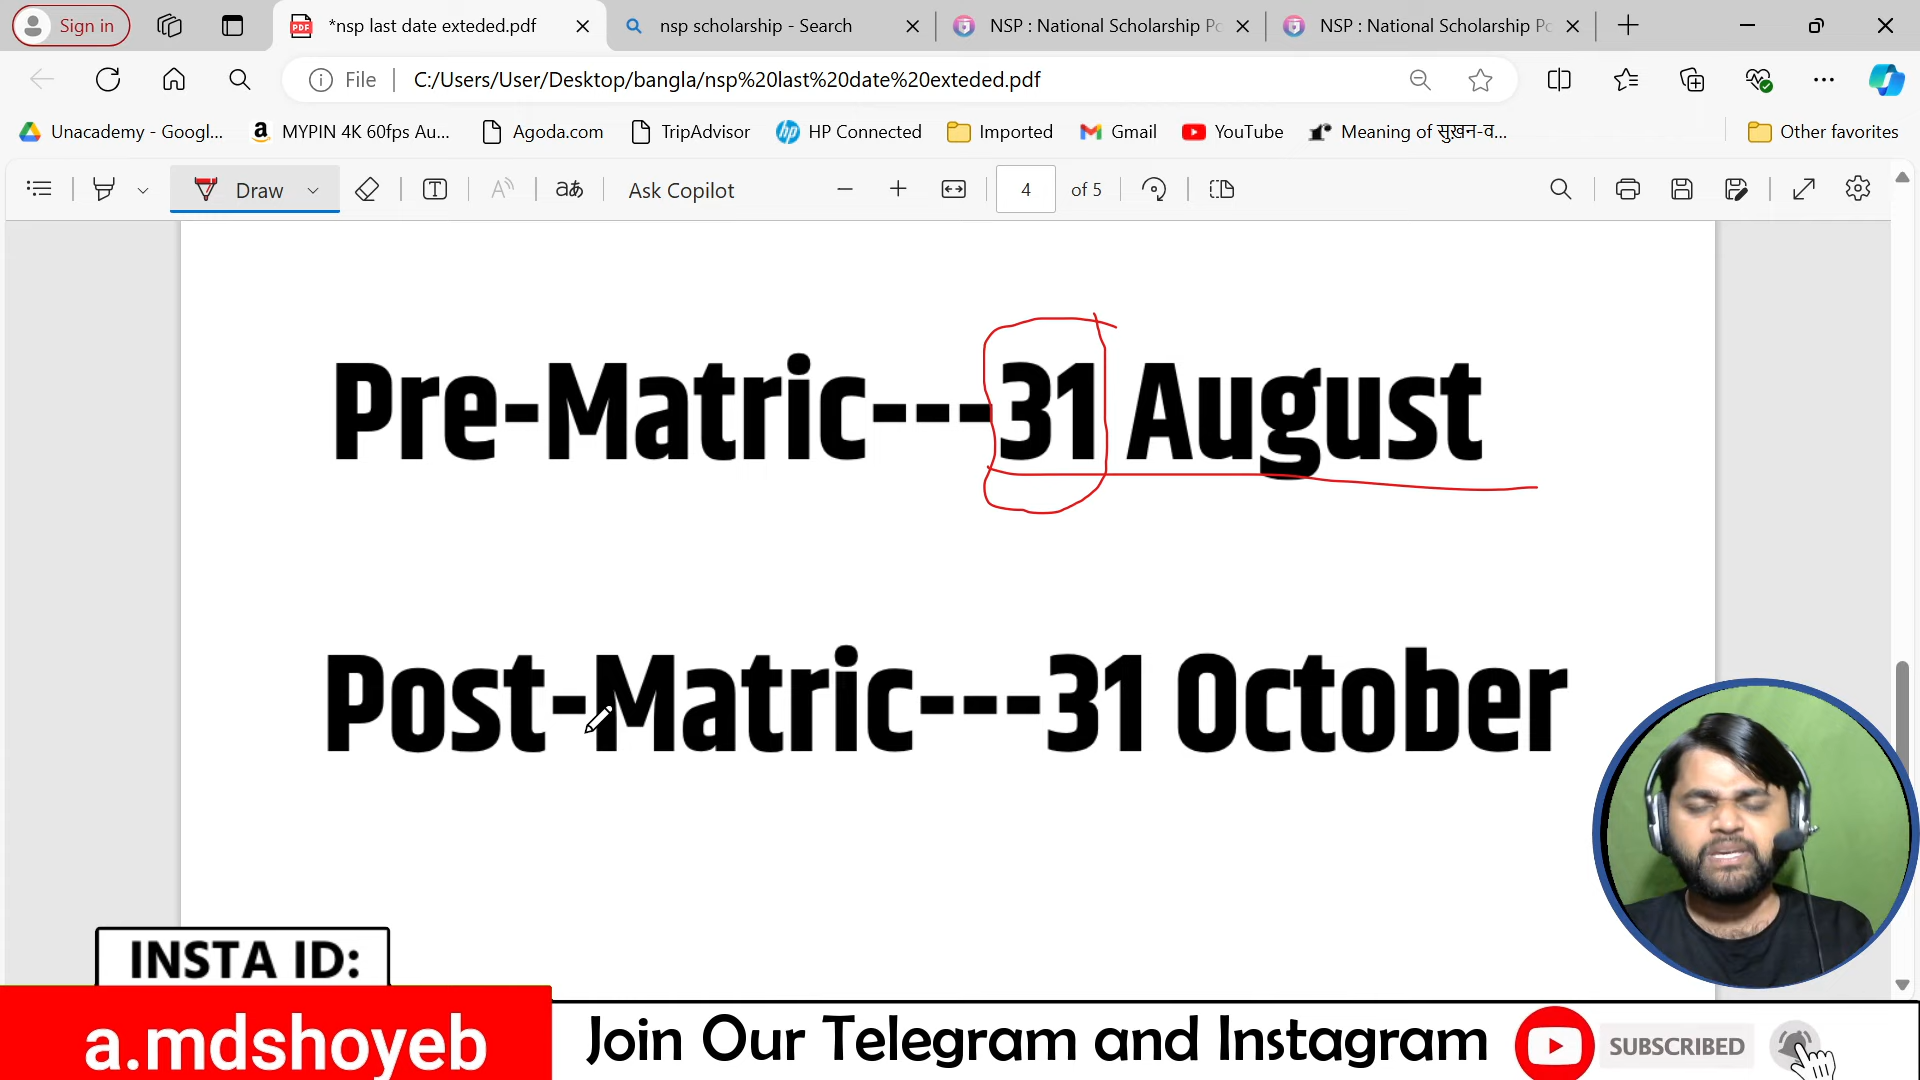 Sign in
*nsp last date exteded.pdf
nsp scholarship - Search
NSP : National Scholarship Po
NSP : National Scholarship Po
File
C:/Users/User/Desktop/bangla/nsp%20last%20date%20exteded.pdf
Unacademy - Googl...
MYPIN 4K 60fps Au...
Agoda.com
TripAdvisor
HP Connected
Imported
Gmail
YouTube
Meaning of सुख़न-व...
Other favorites
Draw
Ask Copilot
4
of 5
Pre-Matric---31 August
Post-Matric---31 October
INSTA ID:
a.mdshoyeb
Join Our Telegram and Instagram
SUBSCRIBED